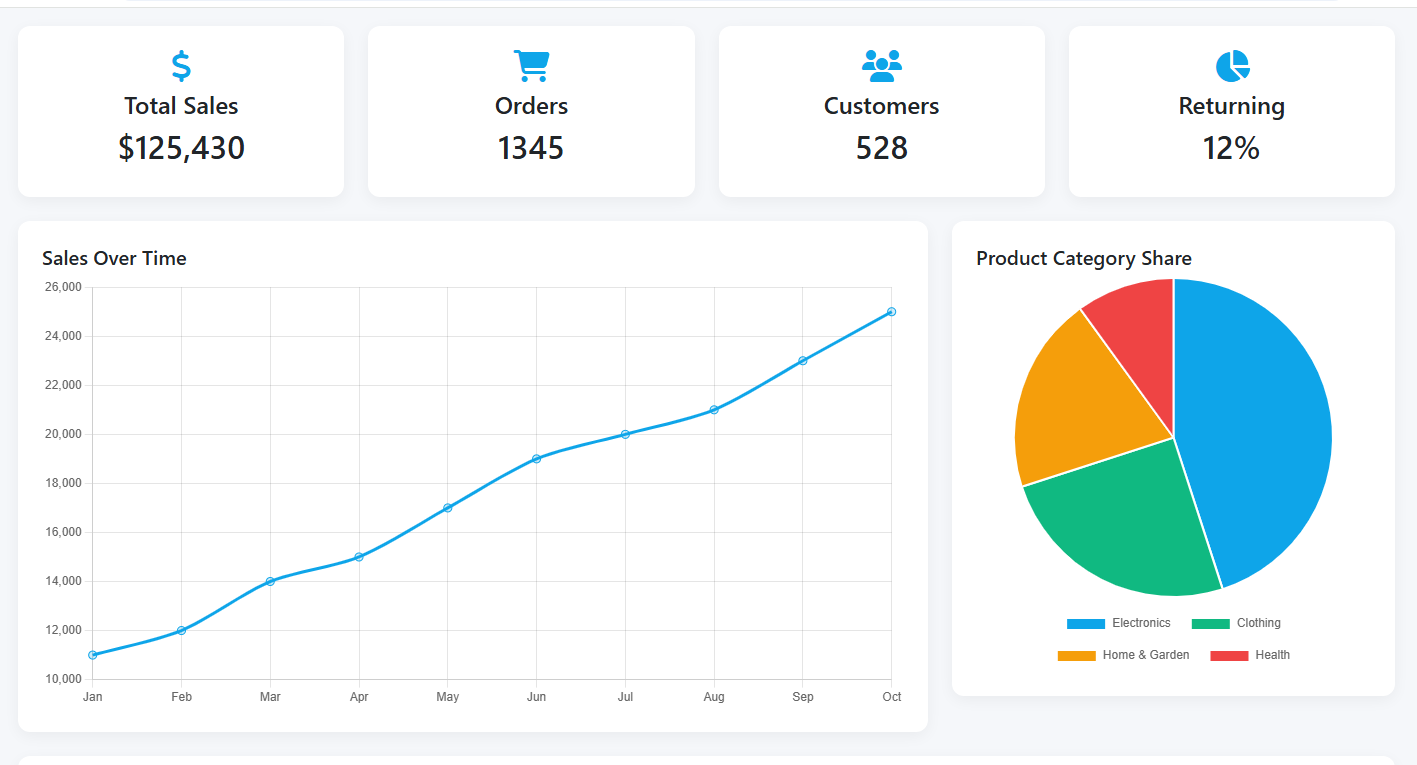 Total Sales
$125,430
Orders
1345
Customers
528
Returning
12%
Sales Over Time
26,000
24,000
22,000
20,000
18,000
16,000
14,000
12,000
10,000
Jan Feb Mar Apr May Jun Jul Aug Sep Oct
Product Category Share
Electronics Clothing
Home & Garden Health